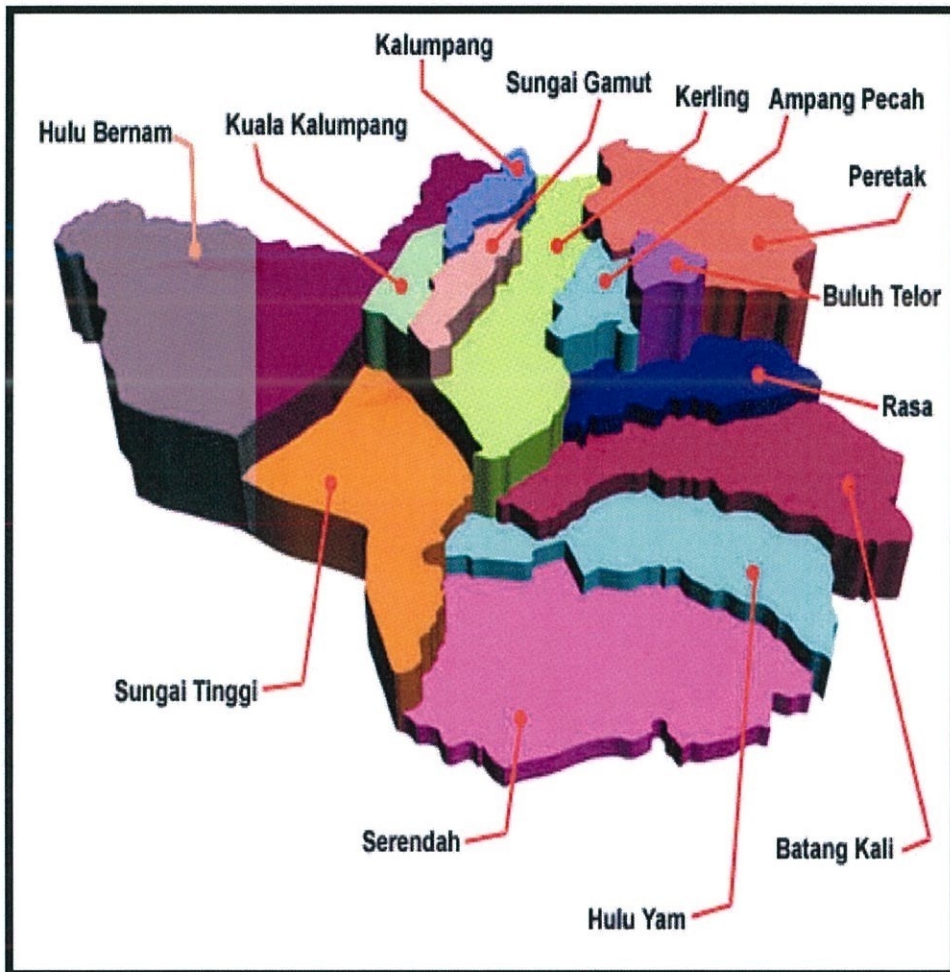 Kalumpang
Sungai Gamut
Kerling
Ampang Pecah
Hulu Bernam
Kuala Kalumpang
Peretak
Buluh Telor
Rasa
Sungai Tinggi
Serendah
Batang Kali
Hulu Yam